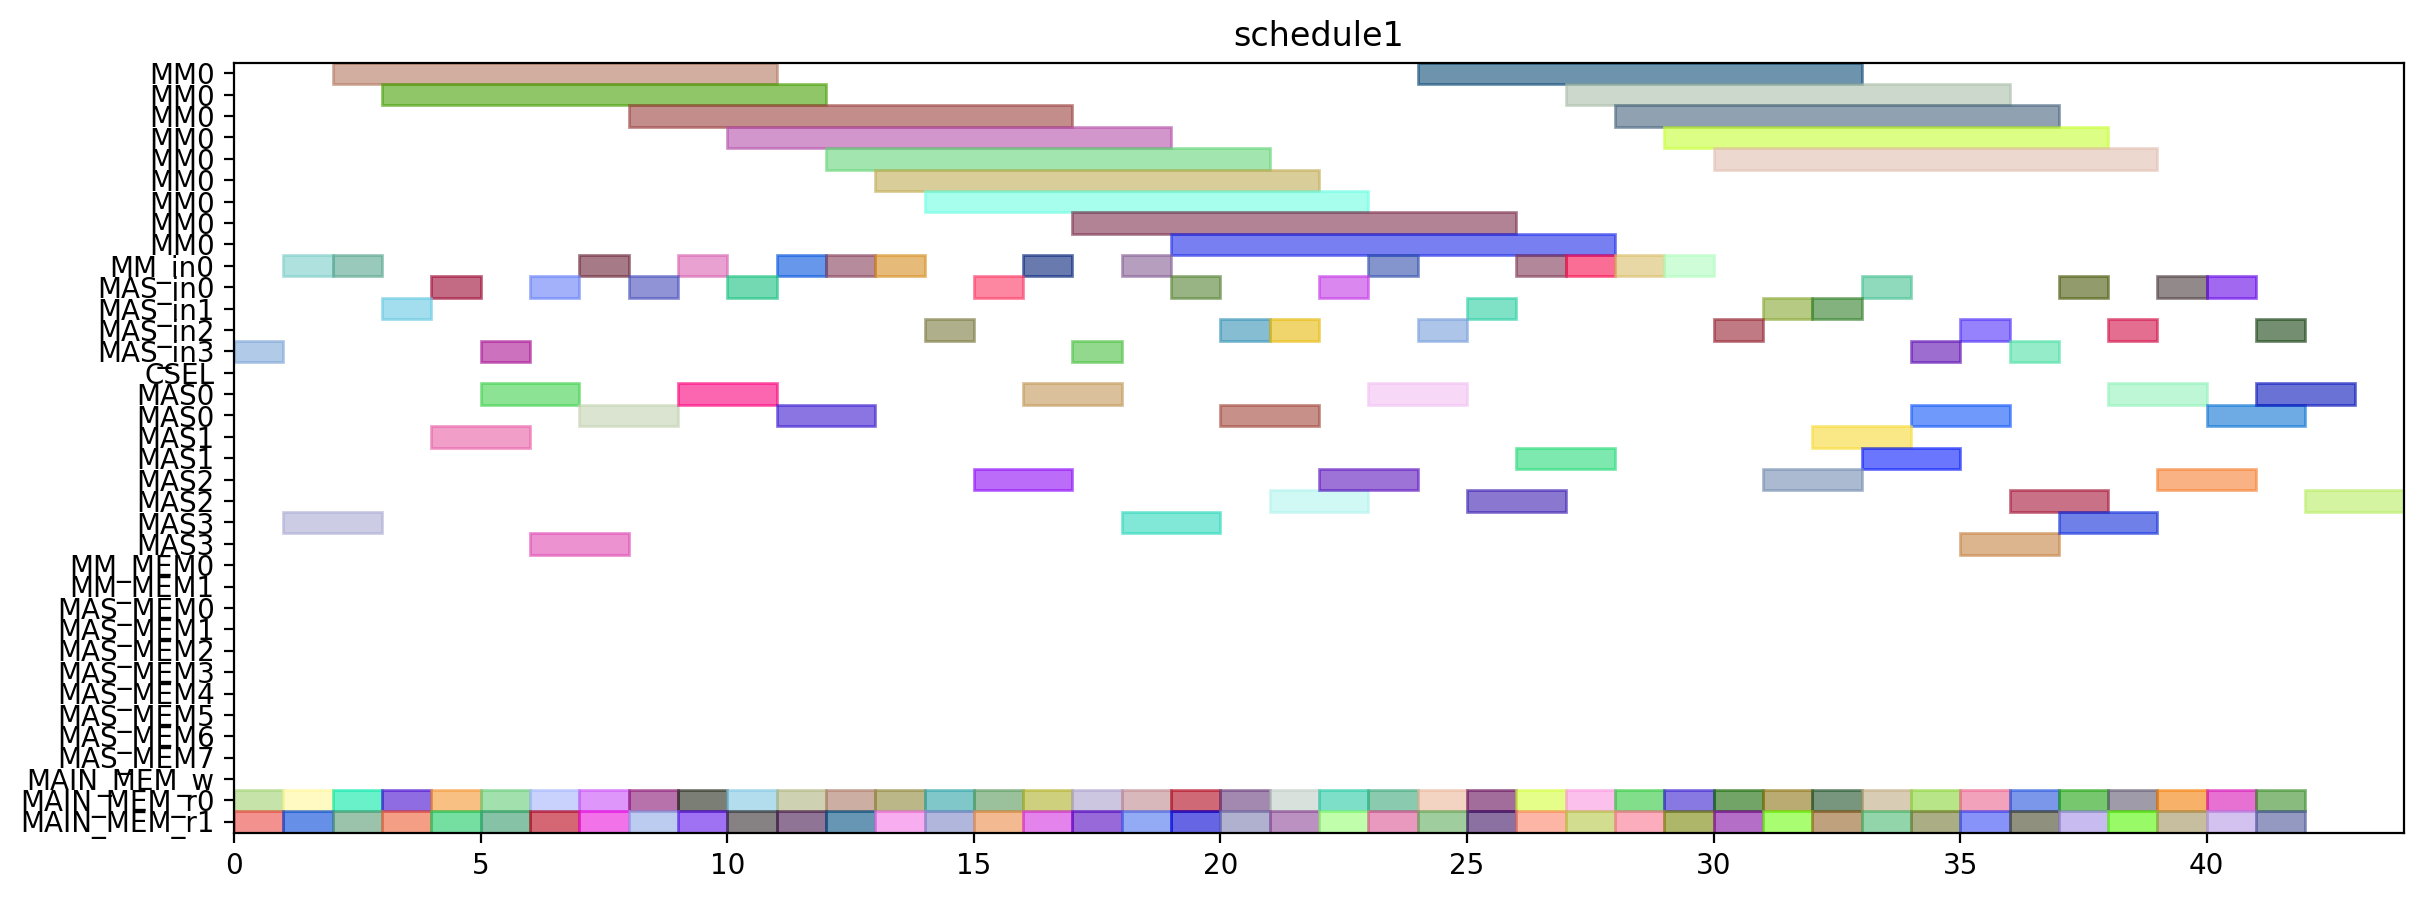 schedule1
MM0
MM0
MM0
MM0
MM0
MM0
MM0
MM0
MM0
MM_in0
MAS_in0
MAS_in1
MAS_in2
MAS_in3
CSEL
MAS0
MAS0
MAS1
MAS1
MAS2
MAS2
MAS3
MAS3
MM_MEM0
MM_MEM1
MAS_MEM0
MAS_MEM1
MAS_MEM2
MAS_MEM3
MAS_MEM4
MAS_MEM5
MAS_MEM6
MAS_MEM7
MAIN_MEM_w
MAIN_MEM_r0
MAIN_MEM_r1
0 5 10 15 20 25 30 35 40